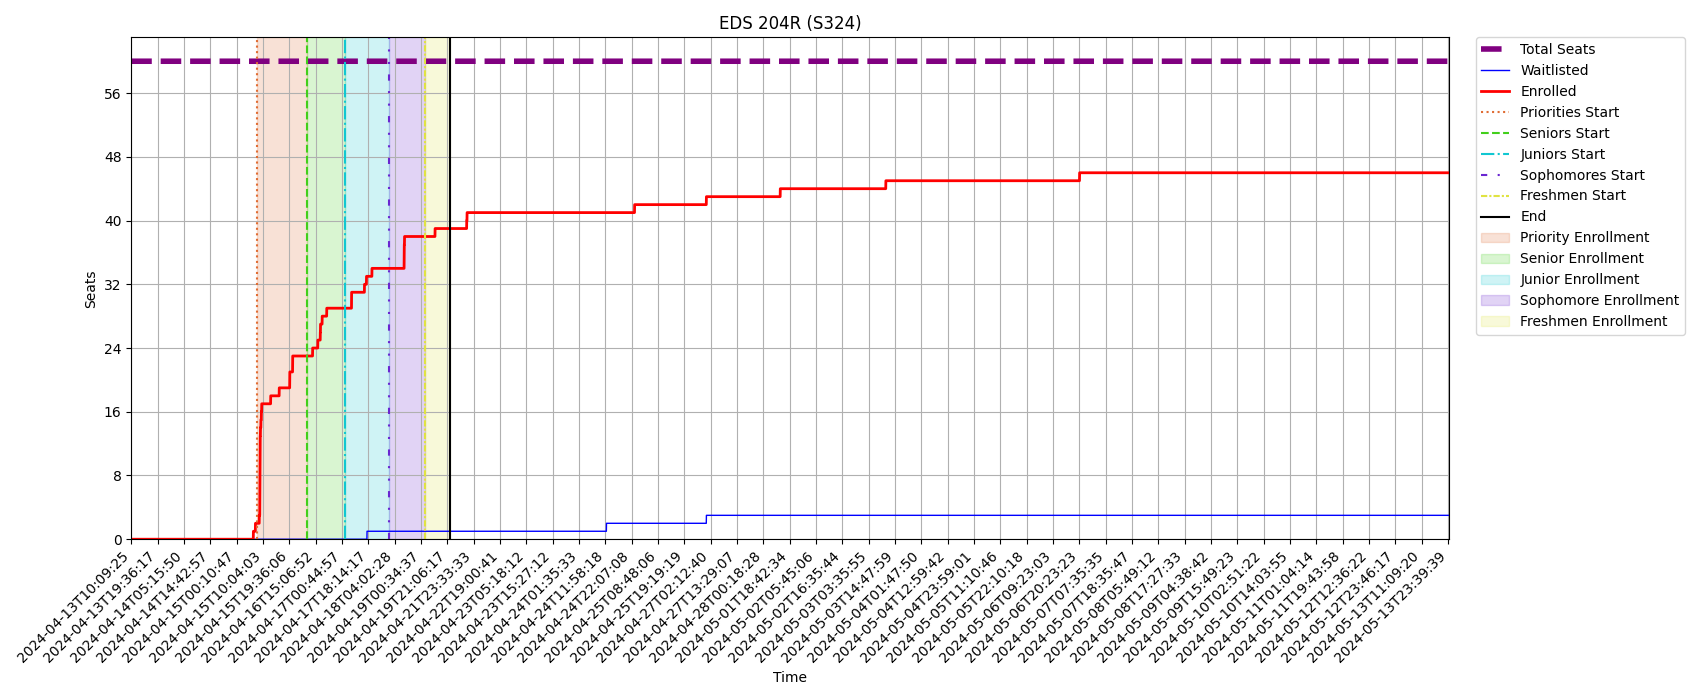 EDS 204R (S324)
Total Seats
Waitlisted
Enrolled
Priorities Start
Seniors Start
Juniors Start
Sophomores Start
Freshmen Start
End
Priority Enrollment
Senior Enrollment
Junior Enrollment
Sophomore Enrollment
Freshmen Enrollment
Seats
56
48
40
32
24
16
8
0
2024-04-13T10:09:25
2024-04-13T19:36:17
2024-04-14T05:15:50
2024-04-14T14:42:57
2024-04-15T00:10:47
2024-04-15T10:04:03
2024-04-15T19:36:06
2024-04-16T15:06:52
2024-04-17T00:44:57
2024-04-17T18:14:17
2024-04-18T04:02:28
2024-04-19T00:34:37
2024-04-19T21:06:17
2024-04-21T23:33:33
2024-04-22T19:00:41
2024-04-23T05:18:12
2024-04-23T15:27:12
2024-04-24T01:35:33
2024-04-24T11:58:18
2024-04-24T22:07:08
2024-04-25T08:48:06
2024-04-25T19:19:19
2024-04-27T02:12:40
2024-04-27T13:29:07
2024-04-28T00:18:28
2024-05-01T18:42:34
2024-05-02T05:45:06
2024-05-02T16:35:44
2024-05-03T03:35:55
2024-05-03T14:47:59
2024-05-04T01:47:50
2024-05-04T12:59:42
2024-05-04T23:59:01
2024-05-05T11:10:46
2024-05-05T22:10:18
2024-05-06T09:23:03
2024-05-06T20:23:23
2024-05-07T07:35:35
2024-05-07T18:35:47
2024-05-08T05:49:12
2024-05-08T17:27:33
2024-05-09T04:38:42
2024-05-09T15:49:23
2024-05-10T02:51:22
2024-05-10T14:03:55
2024-05-11T01:04:14
2024-05-11T19:43:58
2024-05-12T12:36:22
2024-05-12T23:46:17
2024-05-13T11:09:20
2024-05-13T23:39:39
Time